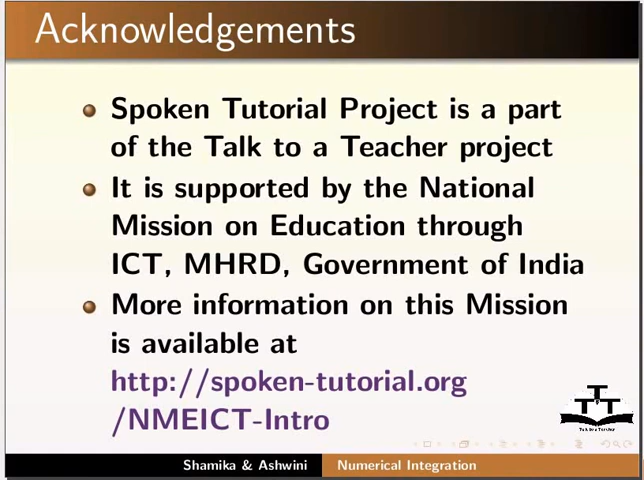 Acknowledgements
Spoken Tutorial Project is a part
of the Talk to a Teacher project
It is supported by the National
Mission on Education through
ICT, MHRD, Government of India
More information on this Mission
is available at
http://spoken-tutorial.org
/NMEICT-Intro
Shamika & Ashwini
Numerical Integration